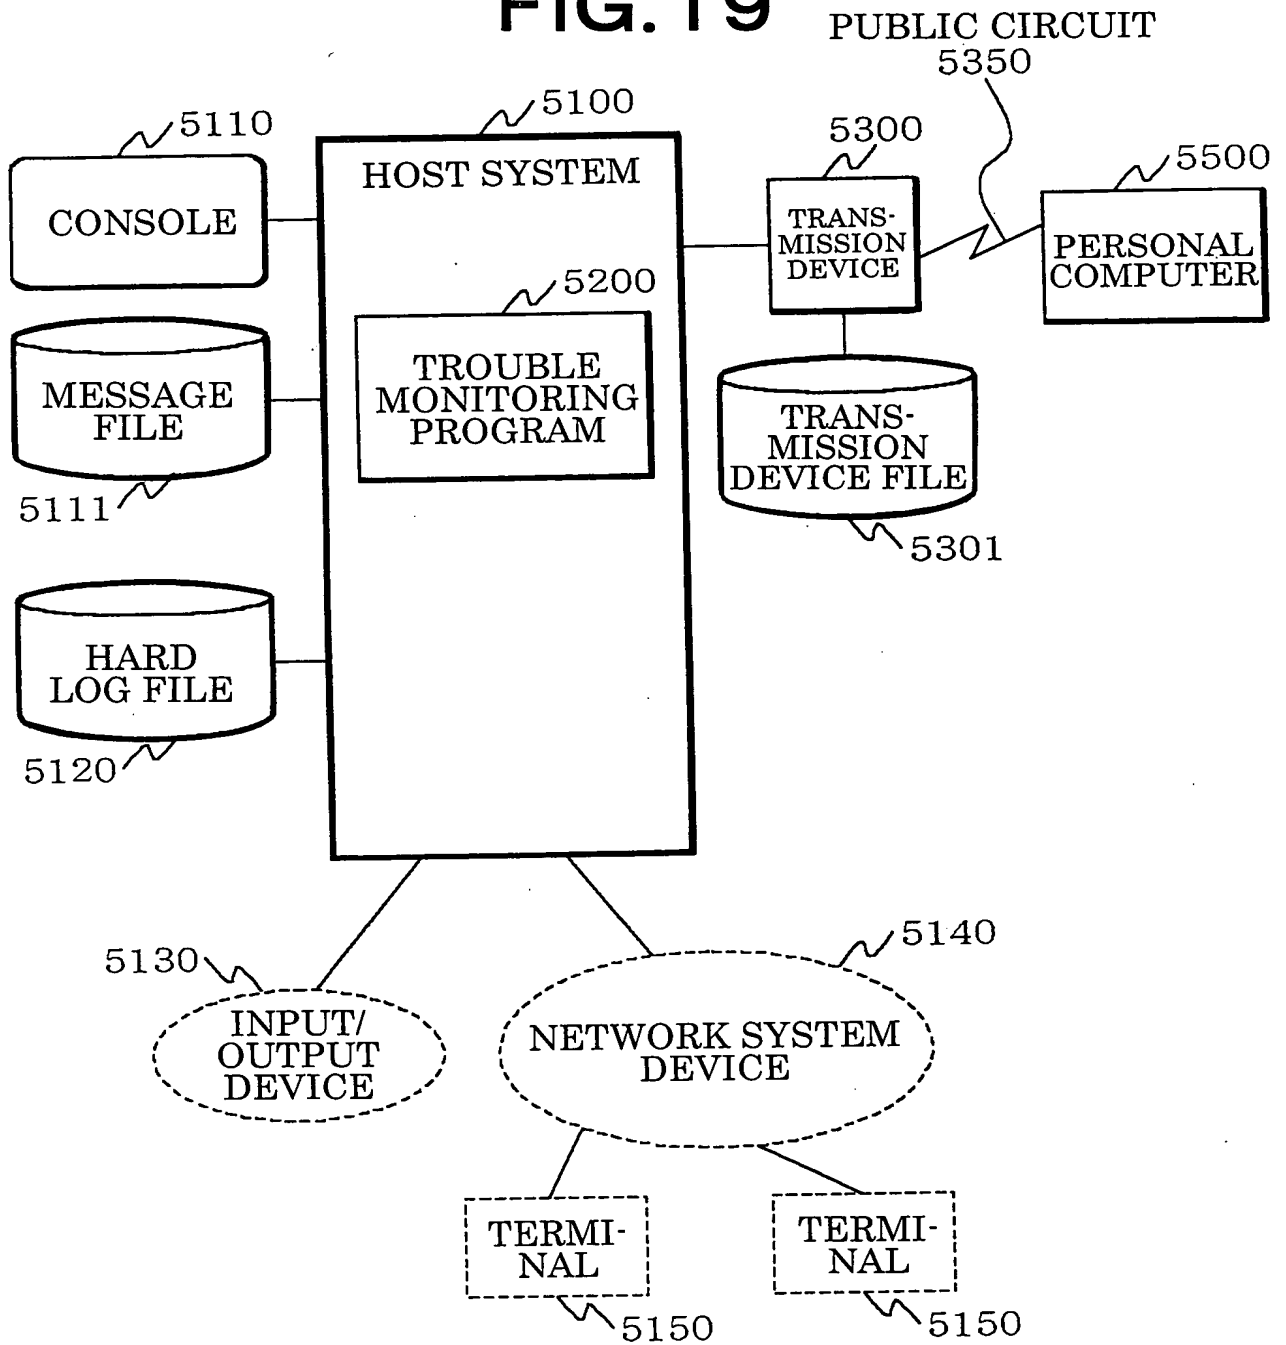 FIG. 19
PUBLIC CIRCUIT
5350
5110
CONSOLE
5100
HOST SYSTEM
5300
TRANS-
MISSION
DEVICE
5500
PERSONAL
COMPUTER
5200
TROUBLE
MONITORING
PROGRAM
MESSAGE
FILE
5111
TRANS-
MISSION
DEVICE FILE
5301
HARD
LOG FILE
5120
5130
INPUT/
OUTPUT
DEVICE
5140
NETWORK SYSTEM
DEVICE
TERMI-
NAL
5150
TERMI-
NAL
5150